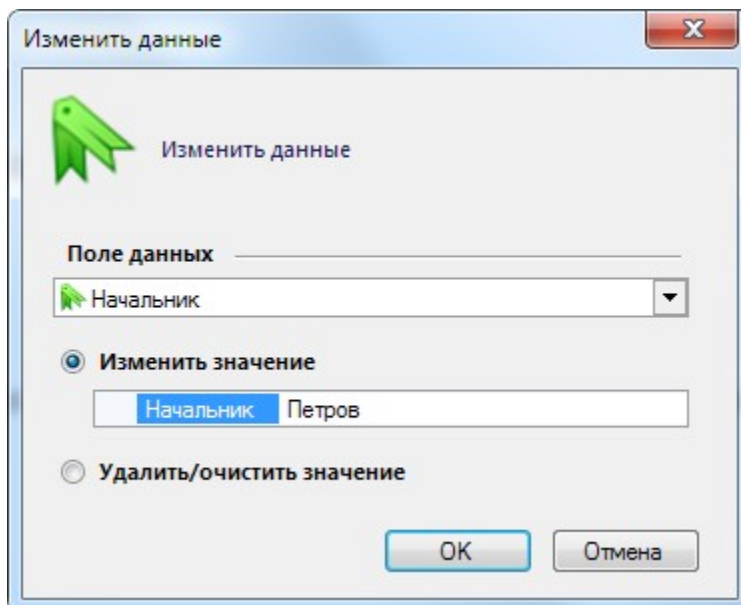 Изменить данные
Изменить данные
Поле данных
Начальник
Изменить значение
Начальник Петров
Удалить/очистить значение
OK Отмена